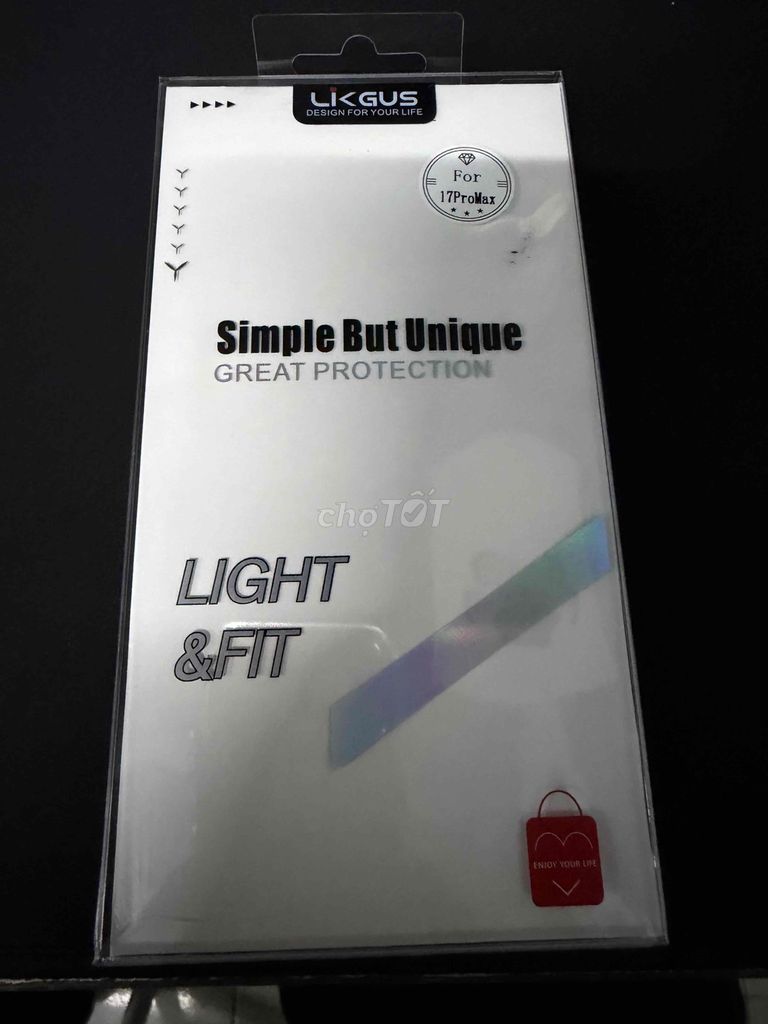 LIKGUS
DESIGN FOR YOUR LIFE
For
17ProMax
Simple But Unique
GREAT PROTECTION
chợTỐT
LIGHT
&FIT
ENJOY YOUR LIFE